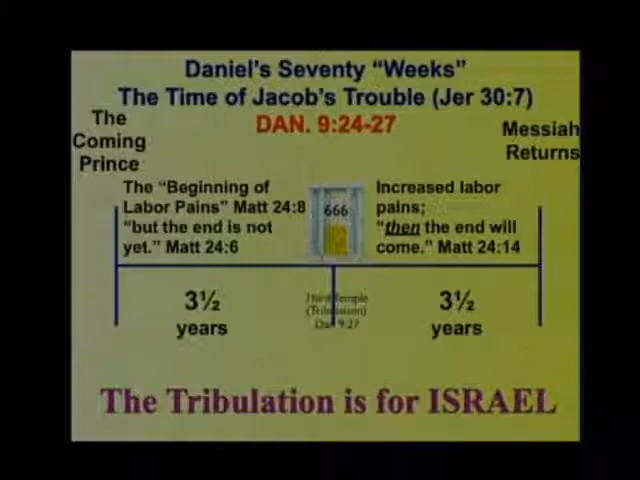 Daniel's Seventy "Weeks"
The Time of Jacob's Trouble (Jer 30:7)
DAN. 9:24-27
The
Coming
Prince
Messiah
Returns
The "Beginning of
Labor Pains" Matt 24:8
"but the end is not
yet." Matt 24:6
666
Increased labor
pains;
"then the end will
come." Matt 24:14
3½
years
Third Temple
(Tribulation)
Dan 9:27
3½
years
The Tribulation is for ISRAEL